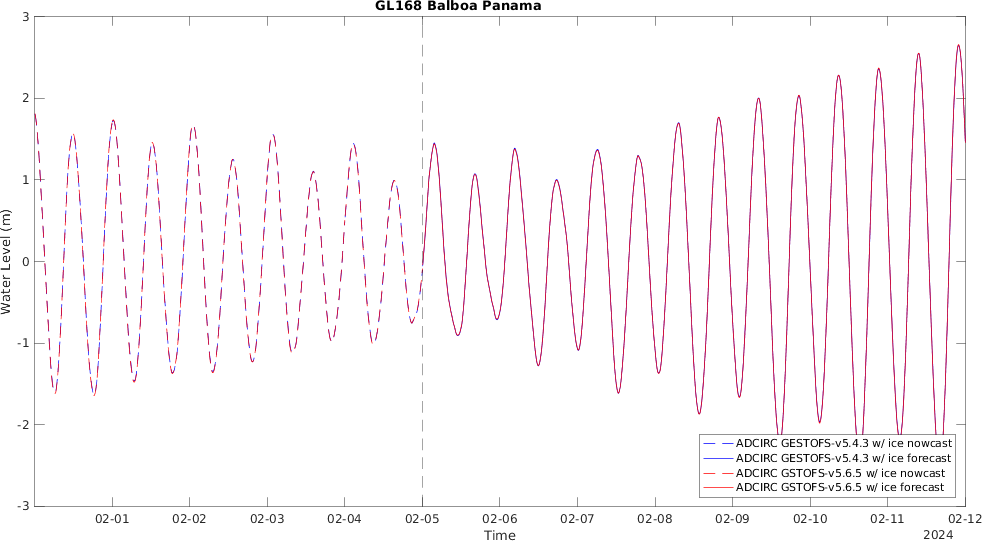 GL168 Balboa Panama
3
2
1
0
-1
-2
-3
Water Level (m)
ADCIRC GESTOFS-v5.4.3 w/ ice nowcast
ADCIRC GESTOFS-v5.4.3 w/ ice forecast
ADCIRC GSTOFS-v5.6.5 w/ ice nowcast
ADCIRC GSTOFS-v5.6.5 w/ ice forecast
02-01 02-02 02-03 02-04 02-05 02-06 02-07 02-08 02-09 02-10 02-11 02-12
Time
2024